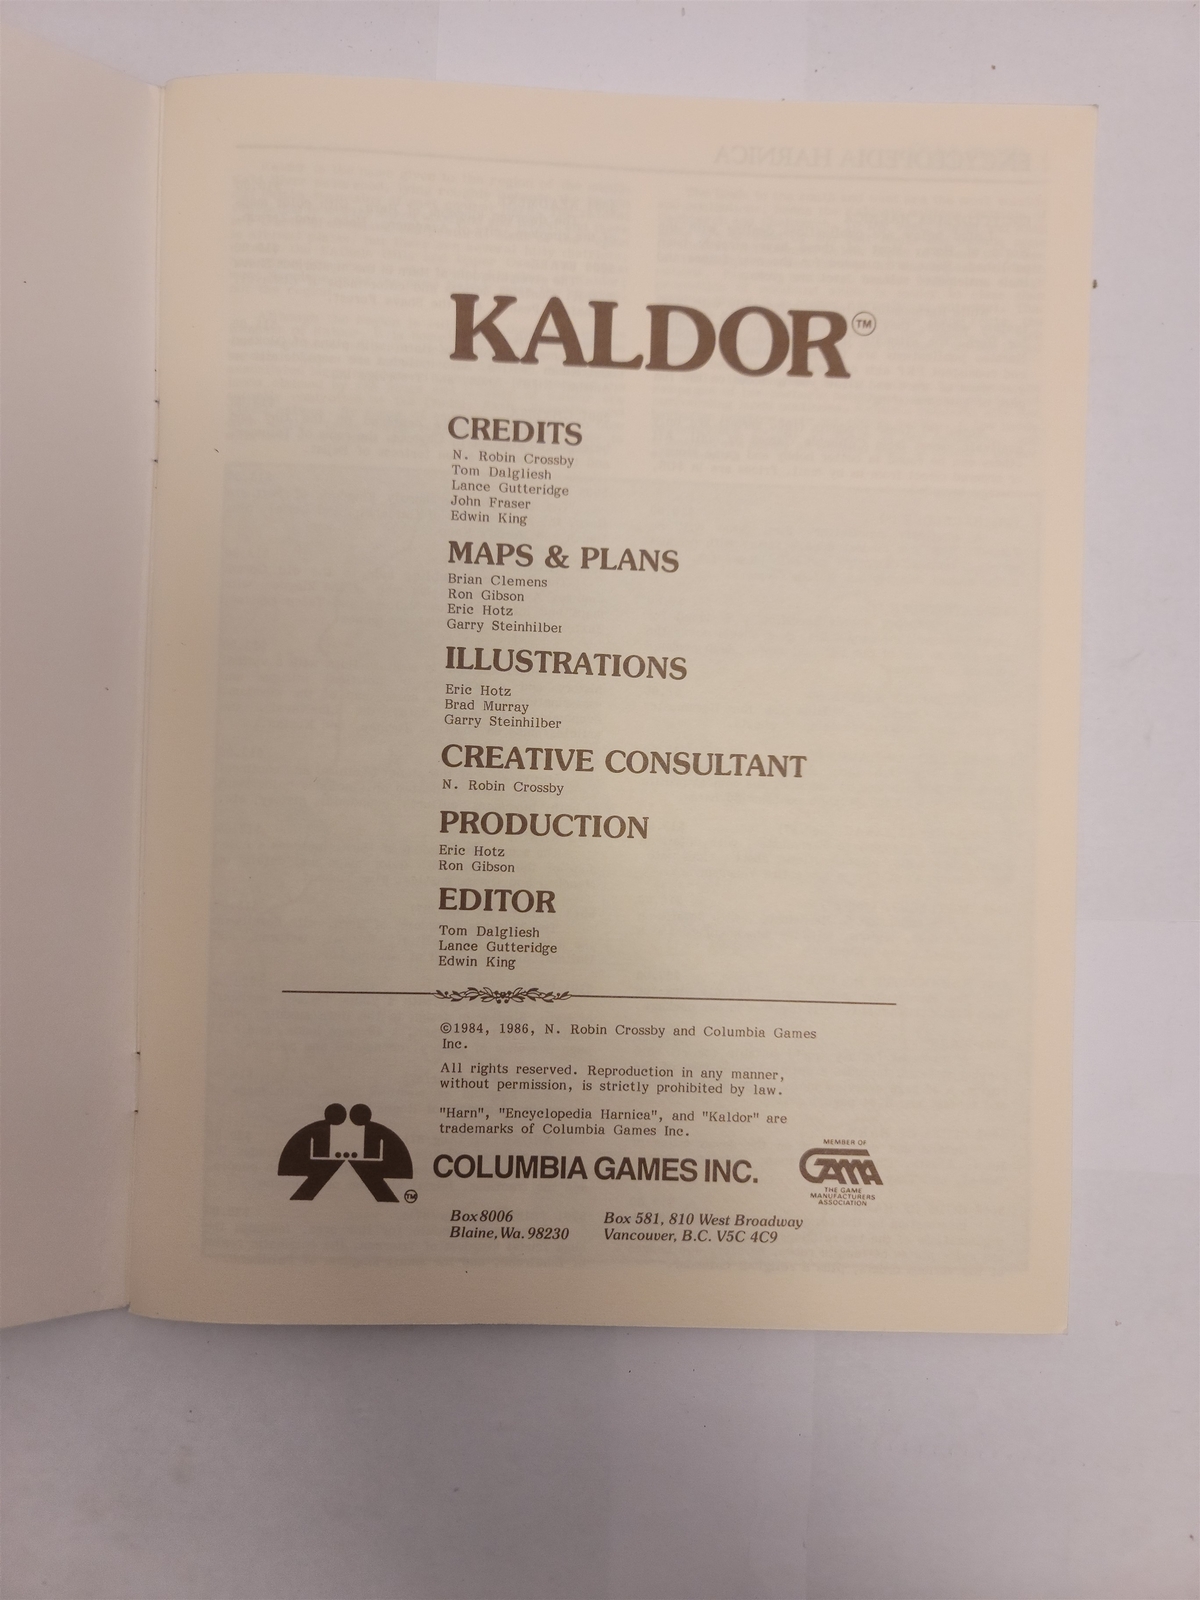 KALDOR™
CREDITS
N. Robin Crossby
Tom Dalgliesh
Lance Gutteridge
John Fraser
Edwin King
MAPS & PLANS
Brian Clemens
Ron Gibson
Eric Hotz
Garry Steinhilber
ILLUSTRATIONS
Eric Hotz
Brad Murray
Garry Steinhilber
CREATIVE CONSULTANT
N. Robin Crossby
PRODUCTION
Eric Hotz
Ron Gibson
EDITOR
Tom Dalgliesh
Lance Gutteridge
Edwin King
©1984, 1986, N. Robin Crossby and Columbia Games
Inc.
All rights reserved. Reproduction in any manner,
without permission, is strictly prohibited by law.
"Harn", "Encyclopedia Harnica", and "Kaldor" are
trademarks of Columbia Games Inc.
TM
COLUMBIA GAMES INC.
MEMBER OF
GAMA
THE GAME
MANUFACTURERS
ASSOCIATION
Box 8006
Blaine, Wa. 98230
Box 581, 810 West Broadway
Vancouver, B.C. V5C 4C9